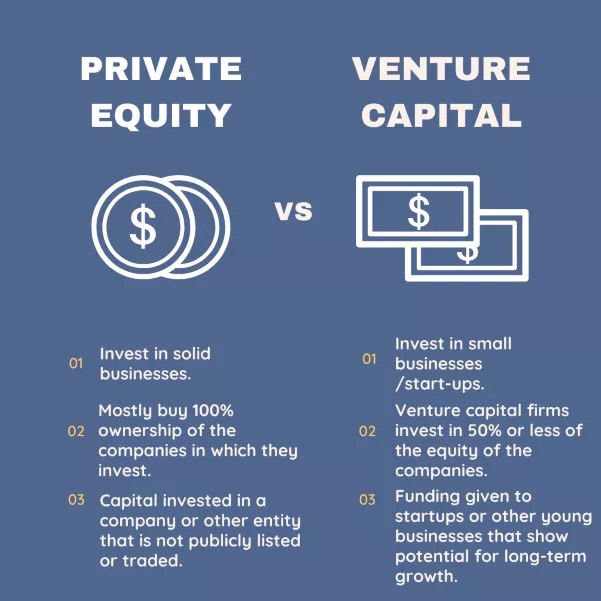 PRIVATE
EQUITY
VS
VENTURE
CAPITAL
$
$
$
01 Invest in solid
businesses.
02 Mostly buy 100%
ownership of the
companies in which they
invest.
03 Capital invested in a
company or other entity
that is not publicly listed
or traded.
01 Invest in small
businesses
/start-ups.
02 Venture capital firms
invest in 50% or less of
the equity of the
companies.
03 Funding given to
startups or other young
businesses that show
potential for long-term
growth.